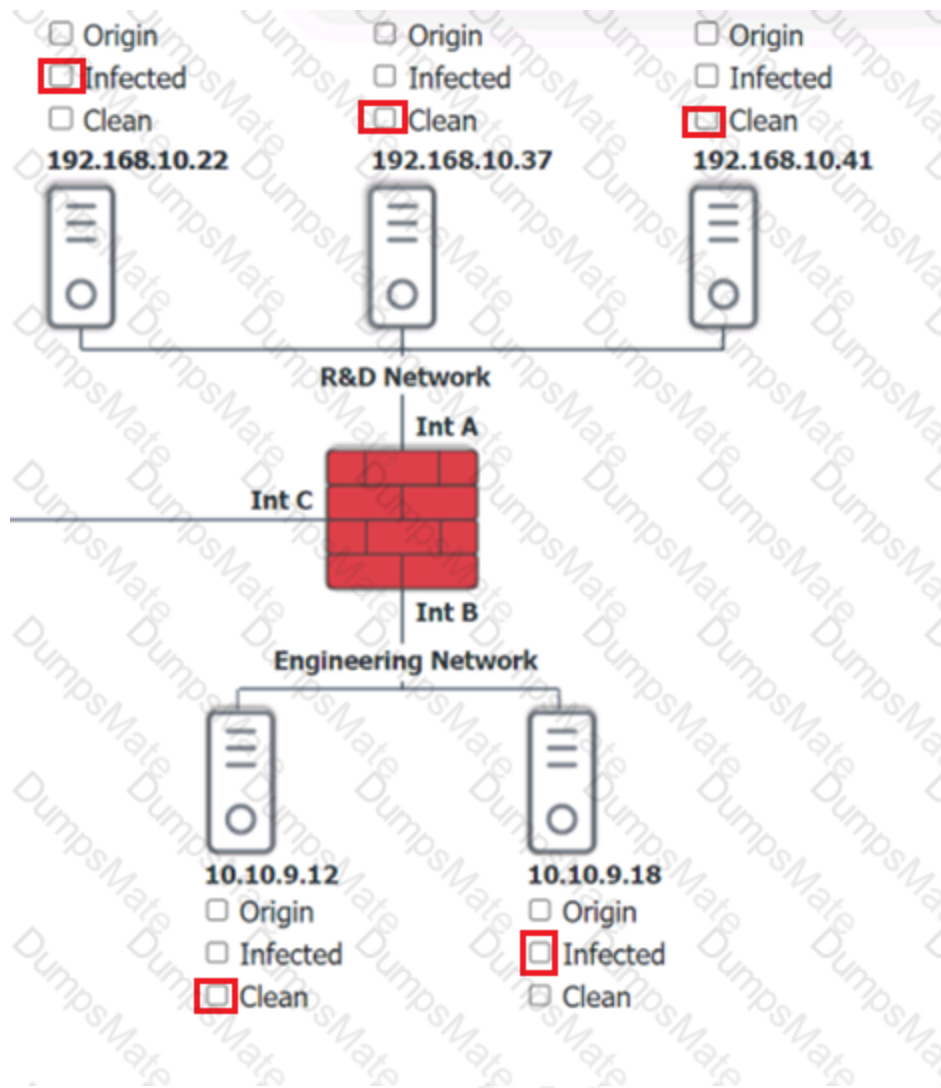 Origin Origin Origin
Infected Infected Infected
Clean Clean Clean
192.168.10.22 192.168.10.37 192.168.10.41
R&D Network
Int A
Int C
Int B
Engineering Network
10.10.9.12 10.10.9.18
Origin Origin
Infected Infected
Clean Clean
DumpsMate